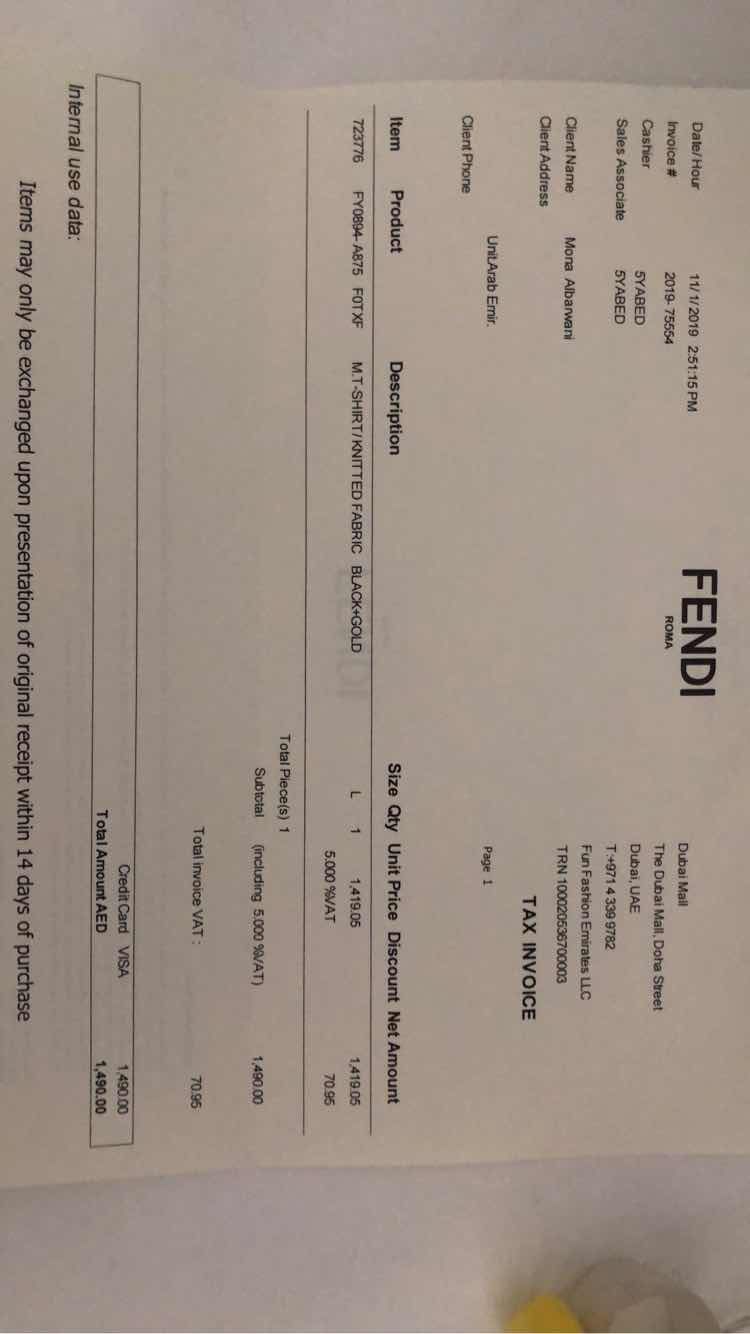 FENDI
ROMA
Date/Hour 11/1/2019 2:51:15 PM
Invoice # 2019-75554
Cashier 5YABED
Sales Associate 5YABED
Client Name Mona Albarwani
Client Address
Unit.Arab Emir.
Client Phone
Dubai Mall
The Dubai Mall, Doha Street
Dubai, UAE
T:+971 4 339 9782
Fun Fashion Emirates LLC
TRN 100020536700003
TAX INVOICE
Page 1
Item Product Description Size Qty Unit Price Discount Net Amount
723776 FY0894-A875 F0TXF M.T-SHIRT/KNITTED FABRIC BLACK+GOLD L 1 1,419.05 1,419.05
5.000 %VAT 70.95
Total Piece(s) 1
Subtotal (including 5.000 %VAT) 1,490.00
Total invoice VAT : 70.95
Credit Card VISA 1,490.00
Total Amount AED 1,490.00
Internal use data:
Items may only be exchanged upon presentation of original receipt within 14 days of purchase